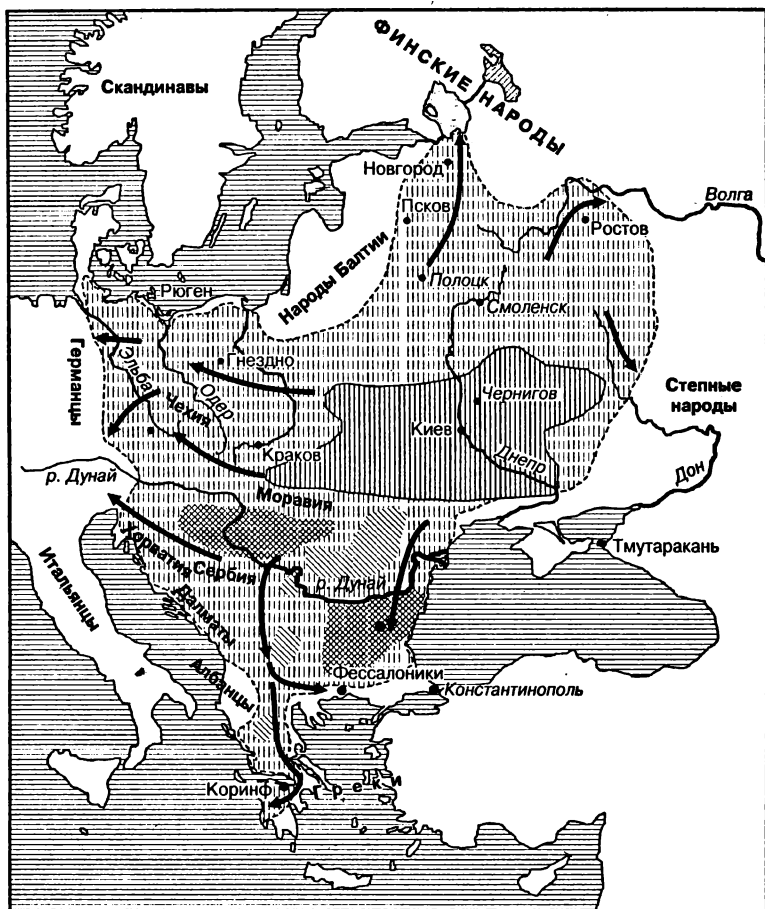 ФИНСКИЕ НАРОДЫ
Скандинавы
Новгород
Волга
Псков
Ростов
Народы Балтии
Полоцк
Рюген
Смоленск
Гнездно
Германцы
Эльба
Одер
Степные
народы
Чехия
Чернигов
Киев
Краков
Днепр
Дон
р. Дунай
Моравия
Тмутаракань
Хорватия
Сербия
Итальянцы
р. Дунай
Далматы
Албанцы
Фессалоники
Константинополь
Коринф
Греки